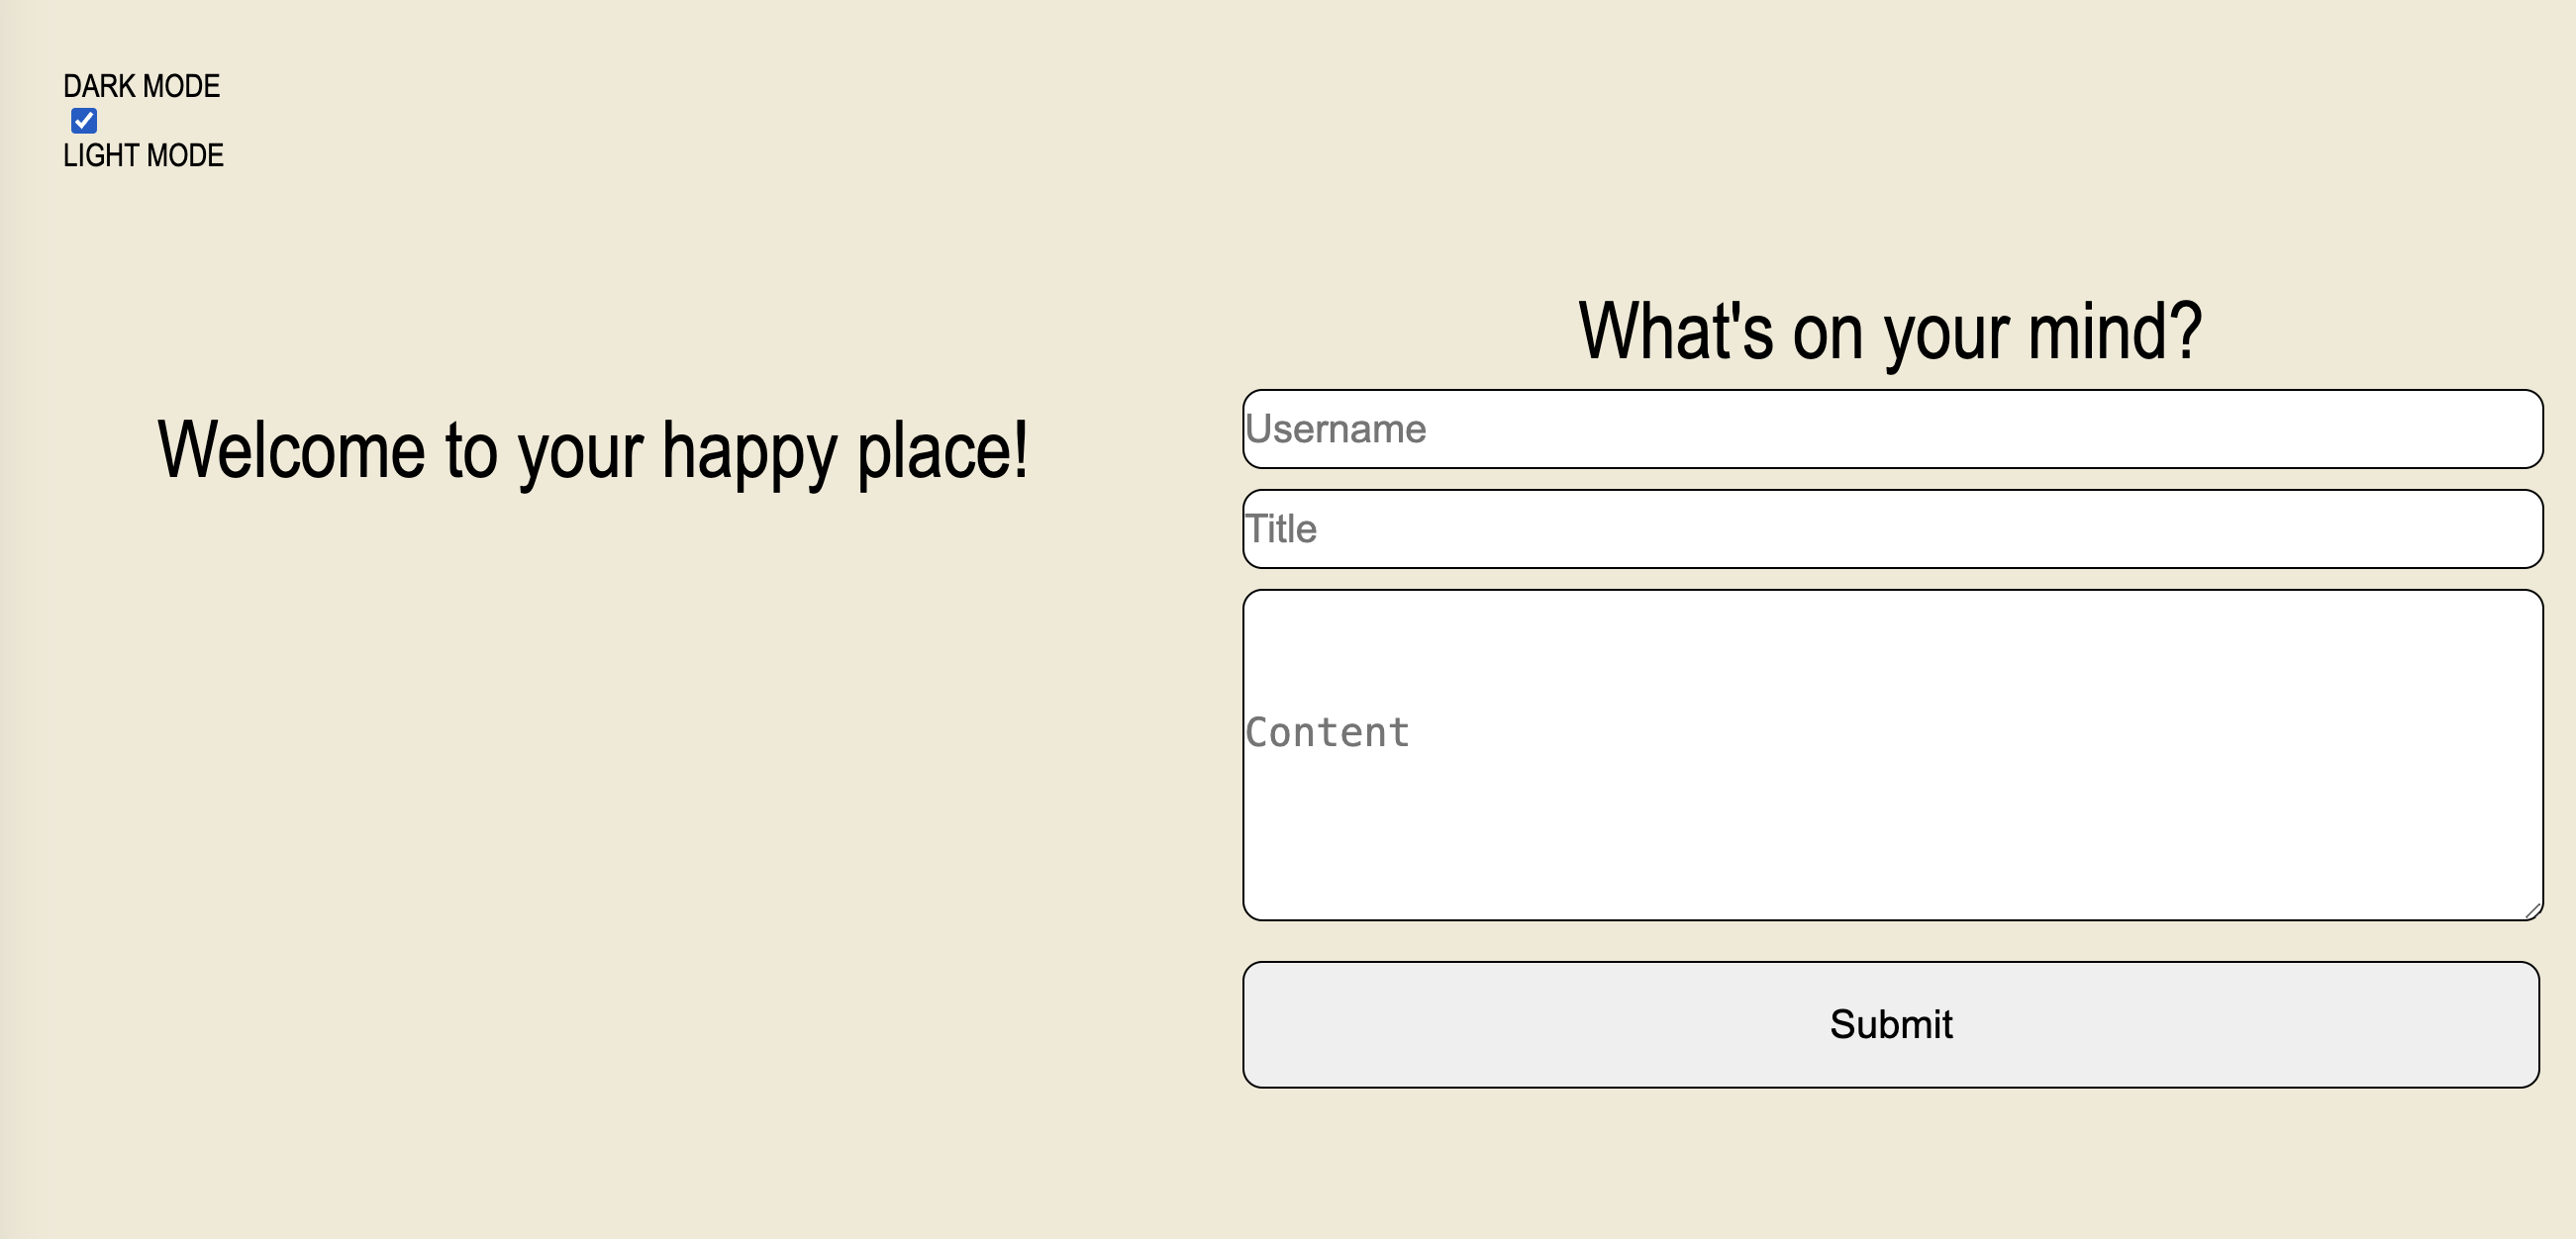 DARK MODE
LIGHT MODE
Welcome to your happy place!
What's on your mind?
Username
Title
Content
Submit